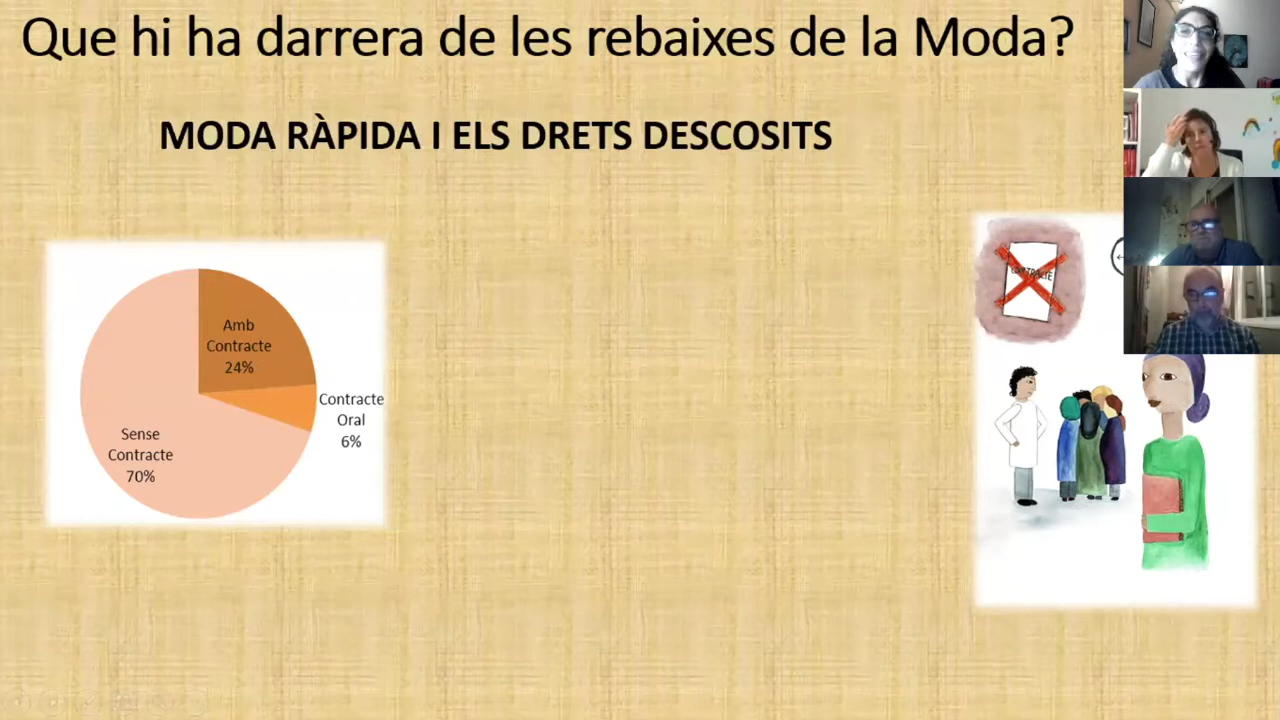 Que hi ha darrera de les rebaixes de la Moda?
MODA RÀPIDA I ELS DRETS DESCOSITS
Amb
Contracte
24%
Contracte
Oral
6%
Sense
Contracte
70%
CONTRACTE